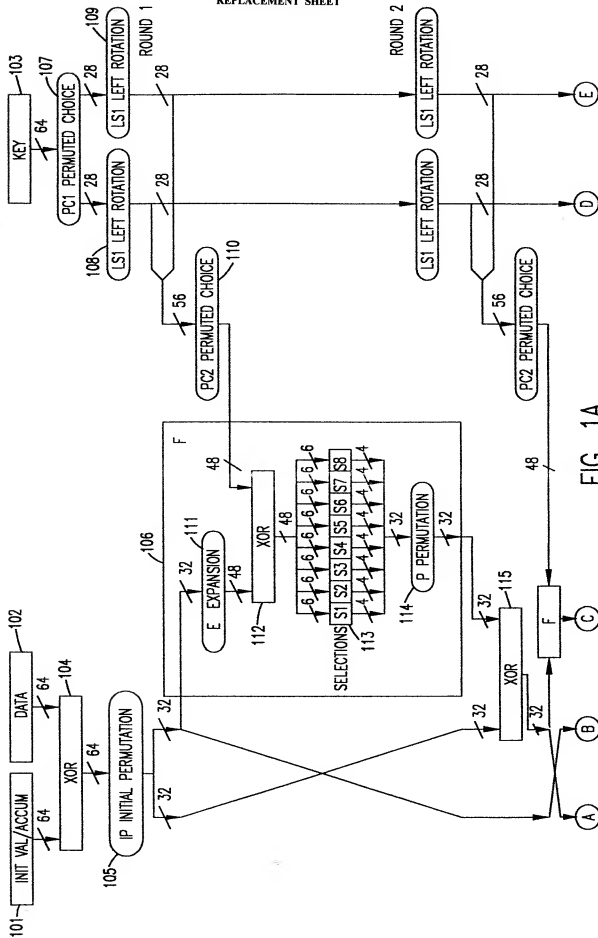 REPLACEMENT SHEET
101
INIT VAL/ACCUM
DATA
102
64
64
XOR
104
64
IP INITIAL PERMUTATION
105
32
32
106
F
32
E EXPANSION
111
48
48
XOR
112
48
6 6 6 6 6 6 6 6
SELECTIONS
S1 S2 S3 S4 S5 S6 S7 S8
113
4 4 4 4 4 4 4 4
32
P PERMUTATION
114
32
32
32
XOR
115
32
F
48
A
B
C
KEY
103
64
PC1 PERMUTED CHOICE
107
28
28
108
LS1 LEFT ROTATION
LS1 LEFT ROTATION
109
ROUND 1
28
28
56
PC2 PERMUTED CHOICE
110
LS1 LEFT ROTATION
LS1 LEFT ROTATION
ROUND 2
28
28
56
PC2 PERMUTED CHOICE
D
E
FIG. 1A